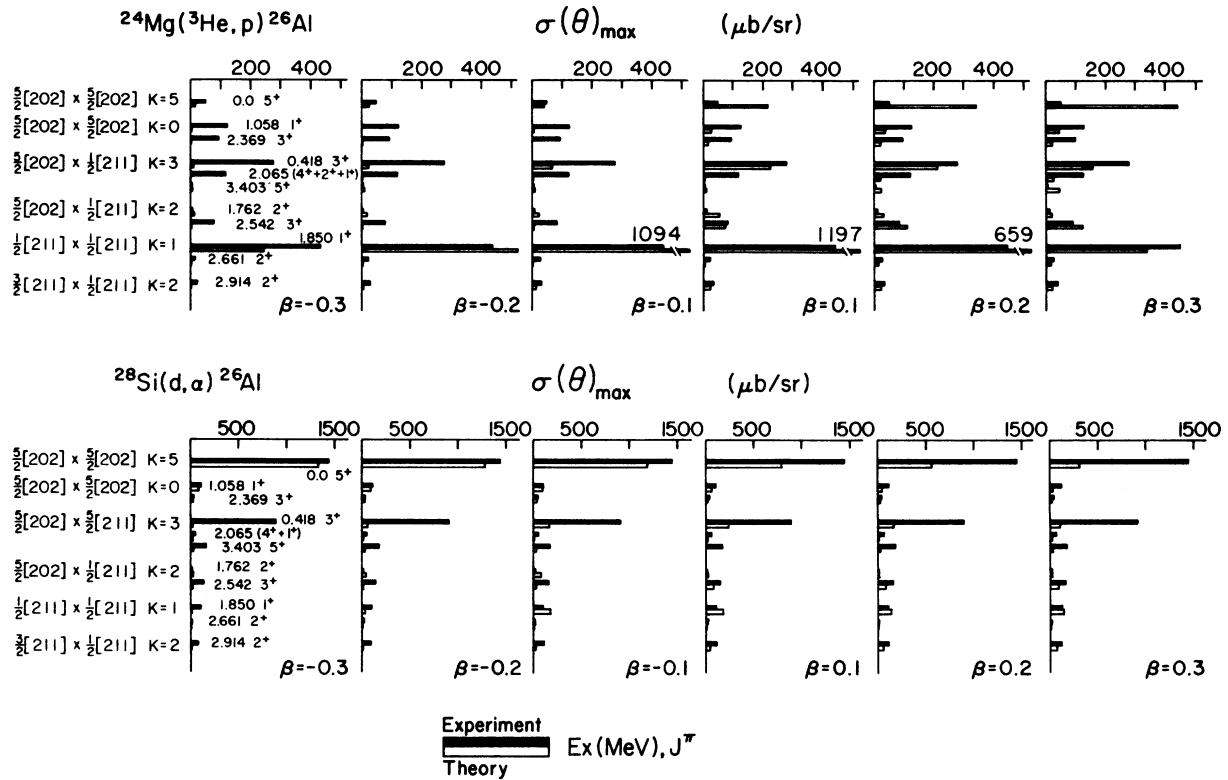 ²⁴Mg(³He,p)²⁶Al σ(θ)max (μb/sr)
200 400 200 400 200 400 200 400 200 400 200 400
5/2[202] x 5/2[202] K=5 0.0 5⁺
5/2[202] x 5/2[202] K=0 1.058 1⁺
2.369 3⁺
5/2[202] x 1/2[211] K=3 0.418 3⁺
2.065 (4⁺+2⁺+1⁺)
3.403 5⁺
5/2[202] x 1/2[211] K=2 1.762 2⁺
2.542 3⁺
1/2[211] x 1/2[211] K=1 1.850 1⁺ 1094 1197 659
2.661 2⁺
3/2[211] x 1/2[211] K=2 2.914 2⁺
β=-0.3 β=-0.2 β=-0.1 β=0.1 β=0.2 β=0.3
²⁸Si(d,α)²⁶Al σ(θ)max (μb/sr)
500 1500 500 1500 500 1500 500 1500 500 1500 500 1500
5/2[202] x 5/2[202] K=5 0.0 5⁺
5/2[202] x 5/2[202] K=0 1.058 1⁺
2.369 3⁺
5/2[202] x 5/2[211] K=3 0.418 3⁺
2.065 (4⁺+1⁺)
3.403 5⁺
5/2[202] x 1/2[211] K=2 1.762 2⁺
2.542 3⁺
1/2[211] x 1/2[211] K=1 1.850 1⁺
2.661 2⁺
3/2[211] x 1/2[211] K=2 2.914 2⁺
β=-0.3 β=-0.2 β=-0.1 β=0.1 β=0.2 β=0.3
Experiment
Ex(MeV), J^π
Theory